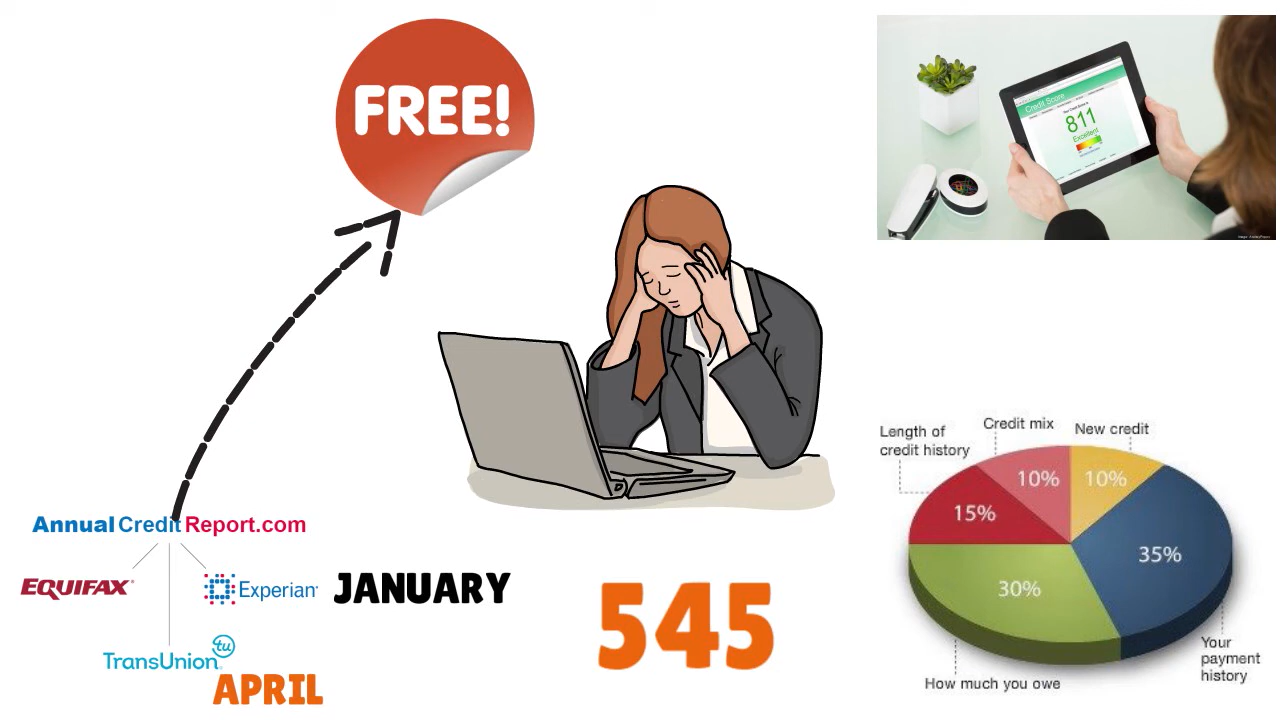 FREE!
Credit Score
811
Excellent
Length of
credit history
Credit mix
New credit
10%
10%
15%
35%
30%
Your
payment
history
How much you owe
AnnualCreditReport.com
EQUIFAX
Experian
JANUARY
545
tu
TransUnion
APRIL